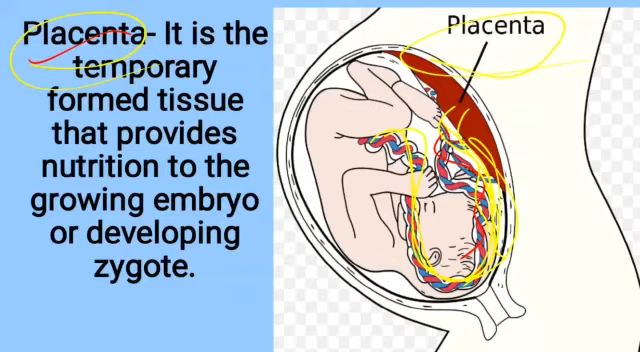 Placenta- It is the
temporary
formed tissue
that provides
nutrition to the
growing embryo
or developing
zygote.
Placenta